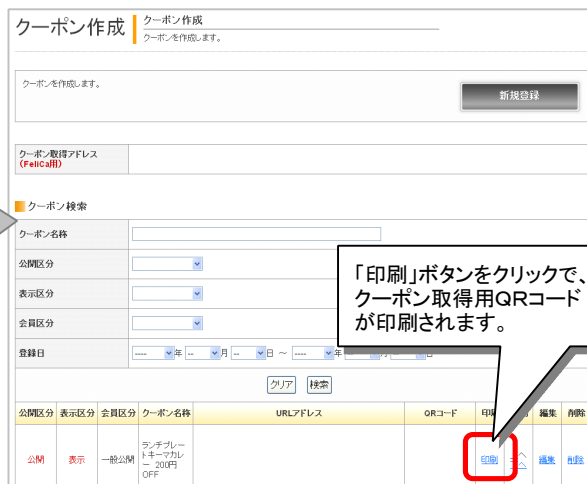 クーポン作成
クーポン作成
クーポンを作成します。
クーポンを作成します。
新規登録
クーポン取得アドレス
(FeliCa用)
クーポン検索
クーポン名称
公開区分
表示区分
会員区分
登録日
---- 年 -- 月 -- 日 ~ ---- 年
クリア 検索
「印刷」ボタンをクリックで、
クーポン取得用QRコード
が印刷されます。
公開区分 表示区分 会員区分 クーポン名称 URLアドレス QRコード 編集 削除
公開 表示 一般公開 ランチプレー
トキーマカレ
ー 200円
OFF
印刷 編集 削除